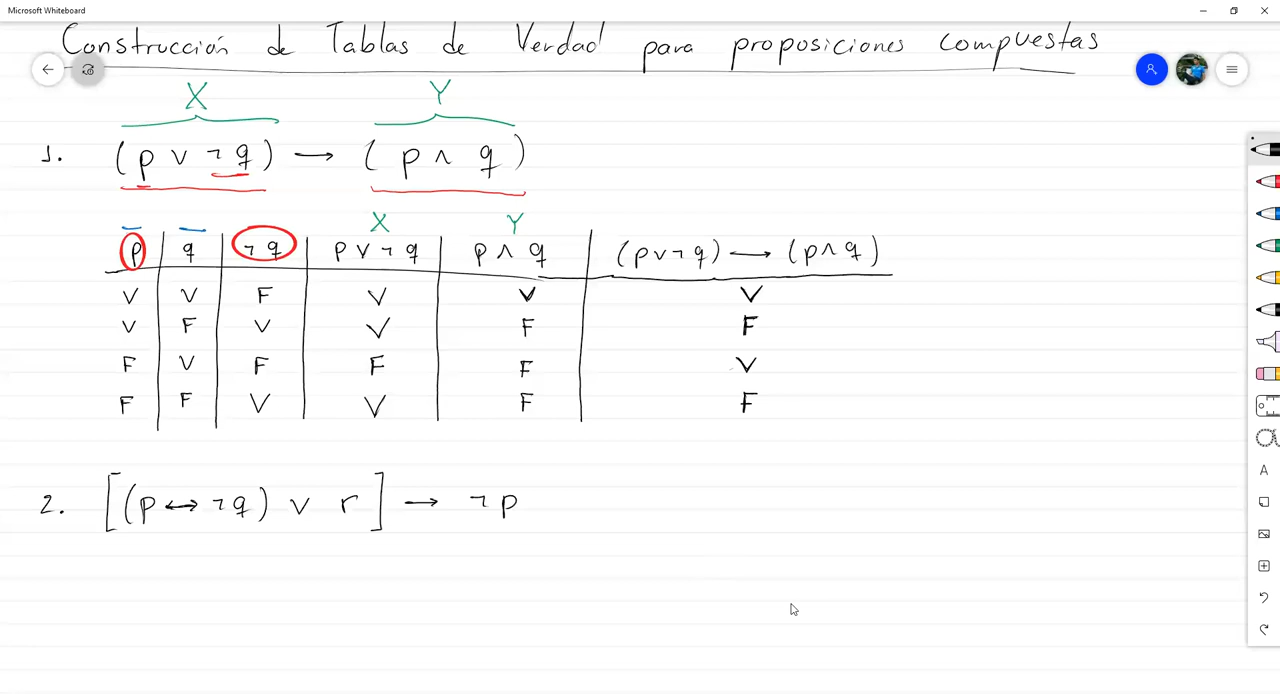 Microsoft Whiteboard
Construcción de Tablas de Verdad para proposiciones compuestas
X Y
1. (p ∨ ¬q) → (p ∧ q)
X Y
p q ¬q p ∨ ¬q p ∧ q (p ∨ ¬q) → (p ∧ q)
V V F V V V
V F V V F F
F V F F F V
F F V V F F
2. [(p ↔ ¬q) ∨ r] → ¬p